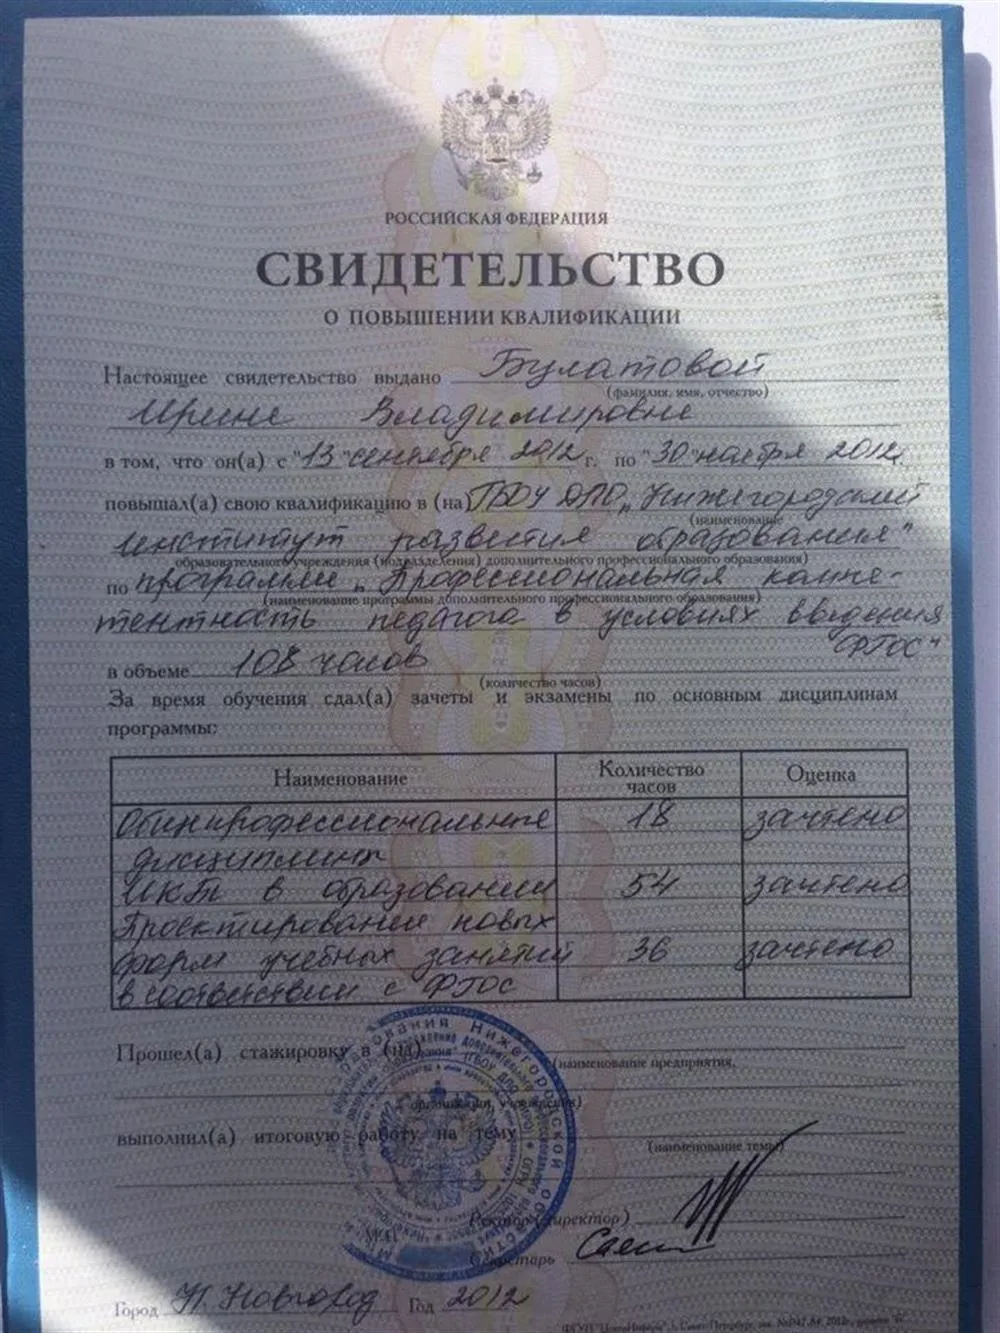 РОССИЙСКАЯ ФЕДЕРАЦИЯ
СВИДЕТЕЛЬСТВО
О ПОВЫШЕНИИ КВАЛИФИКАЦИИ
Настоящее свидетельство выдано Булатовой
(фамилия, имя, отчество)
Ирине Владимировне
в том, что он(а) с "13" сентября 2012 г. по "30" ноября 2012 г.
повышал(а) свою квалификацию в (на) ГБОУ ДПО „Нижегородский
(наименование
институт развития образования"
образовательного учреждения (подразделения) дополнительного профессионального образования)
по программе „Профессиональная компе-
(наименование программы дополнительного профессионального образования)
тентность педагога в условиях введения
ФГОС"
в объеме 108 часов
(количество часов)
За время обучения сдал(а) зачеты и экзамены по основным дисциплинам
программы:
Наименование Количество часов Оценка
Общепрофессиональные 18 зачтено
дисциплины
ИКТ в образовании 54 зачтено
Проектирование новых
форм учебных занятий 36 зачтено
в соответствии с ФГОС
Прошел(а) стажировку в (на)
(наименование предприятия,
организации, учреждения)
выполнил(а) итоговую работу на тему
(наименование темы)
Ректор (директор)
М.П.
Секретарь
Город Н. Новгород Год 2012